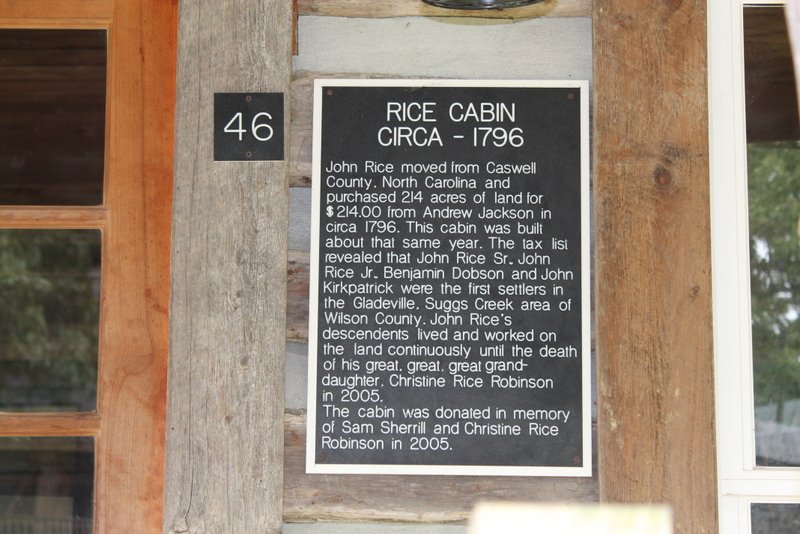 46
RICE CABIN
CIRCA - 1796
John Rice moved from Caswell
County, North Carolina and
purchased 214 acres of land for
$214.00 from Andrew Jackson in
circa 1796. This cabin was built
about that same year. The tax list
revealed that John Rice Sr., John
Rice Jr., Benjamin Dobson and John
Kirkpatrick were the first settlers in
the Gladeville, Suggs Creek area of
Wilson County. John Rice's
descendents lived and worked on
the land continuously until the death
of his great, great, great grand-
daughter, Christine Rice Robinson
in 2005.
The cabin was donated in memory
of Sam Sherrill and Christine Rice
Robinson in 2005.